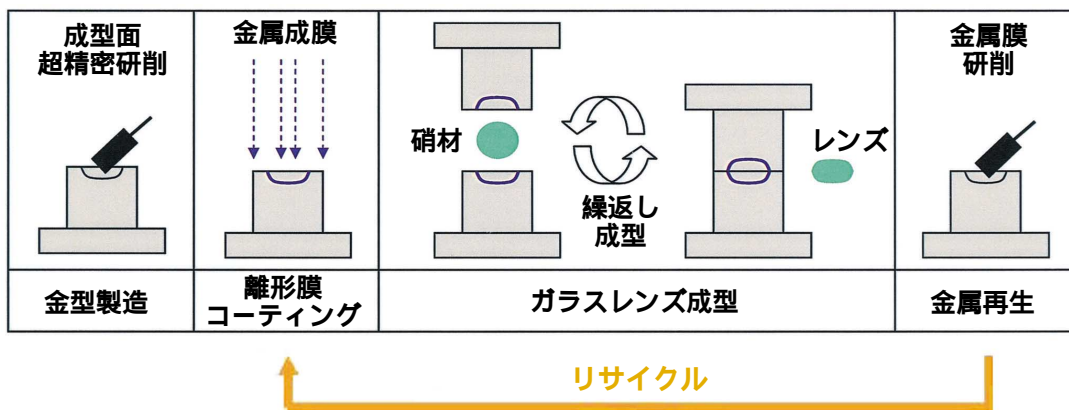 成型面
超精密研削
金属成膜
硝材
繰返し
成型
レンズ
金属膜
研削
金型製造
離形膜
コーティング
ガラスレンズ成型
金属再生
リサイクル